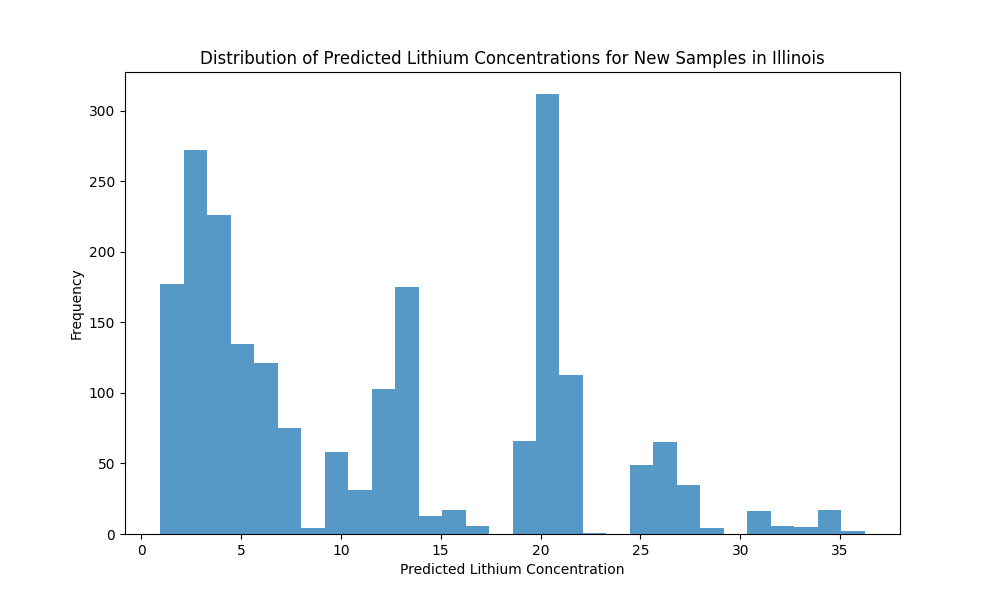 Distribution of Predicted Lithium Concentrations for New Samples in Illinois
Frequency
300
250
200
150
100
50
0
0 5 10 15 20 25 30 35
Predicted Lithium Concentration